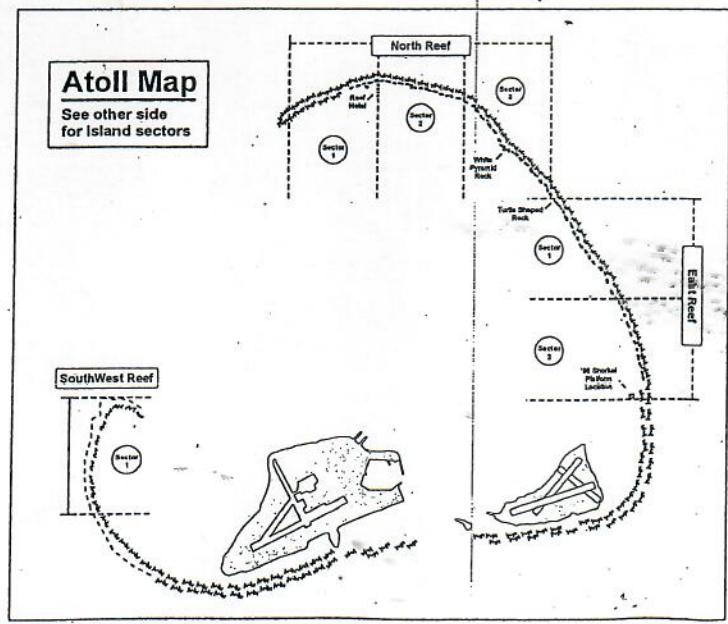 Atoll Map
See other side
for Island sectors
North Reef
Reef
Hotel
Sector
1
Sector
2
Sector
3
White
Pyramid
Rock
Turtle Shaped
Rock
Sector
1
East Reef
Sector
2
Platform
Location
SouthWest Reef
Sector
1